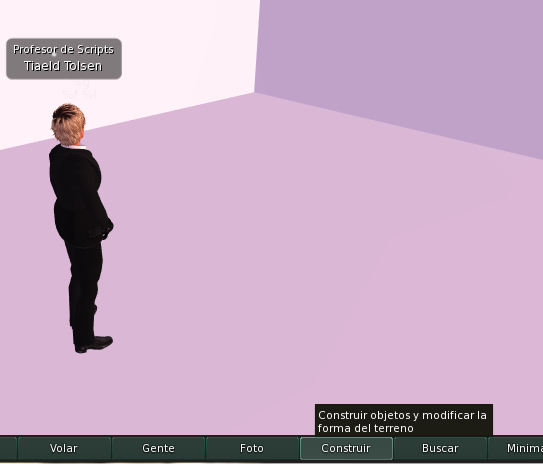 Profesor de Scripts
Tiaeld Tolsen
Construir objetos y modificar la
forma del terreno
Volar
Gente
Foto
Construir
Buscar
Minima